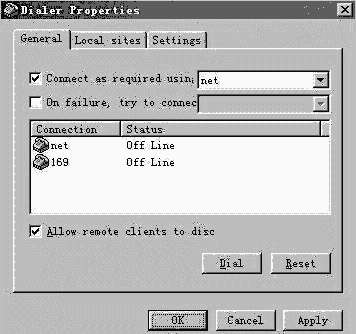 Dialer Properties
General Local sites Settings
Connect as required usin net
On failure, try to connec
Connection Status
net Off Line
169 Off Line
Allow remote clients to disc
Dial Reset
OK Cancel Apply